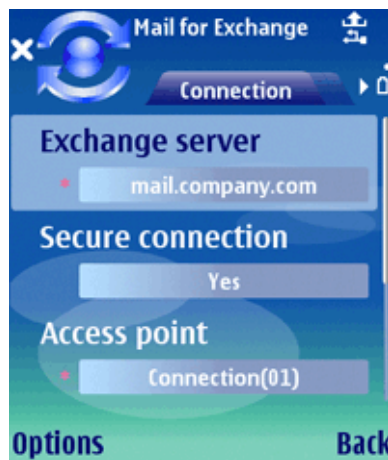 Mail for Exchange
Connection
Exchange server
mail.company.com
Secure connection
Yes
Access point
Connection(01)
Options Back